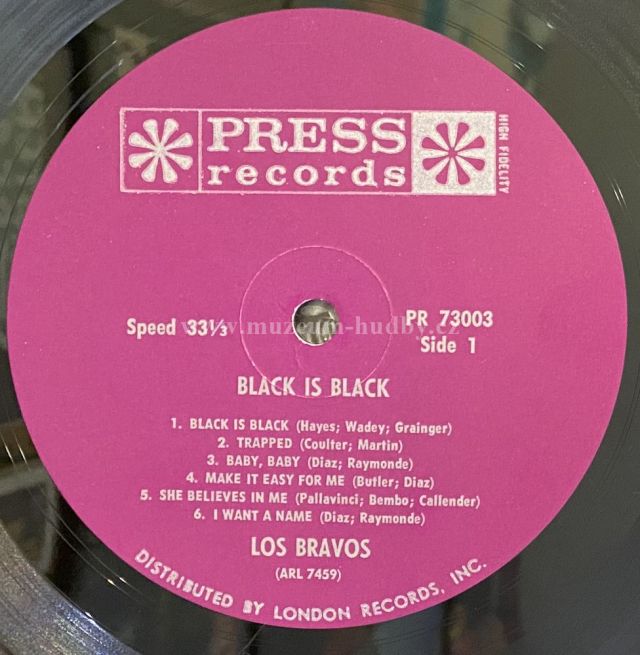 PRESS
records
HIGH FIDELITY
Speed 33⅓
PR 73003
Side 1
www.muzeum-hudby.cz
BLACK IS BLACK
1. BLACK IS BLACK (Hayes; Wadey; Grainger)
2. TRAPPED (Coulter; Martin)
3. BABY, BABY (Diaz; Raymonde)
4. MAKE IT EASY FOR ME (Butler; Diaz)
5. SHE BELIEVES IN ME (Pallavinci; Bembo; Callender)
6. I WANT A NAME (Diaz; Raymonde)
LOS BRAVOS
(ARL 7459)
DISTRIBUTED BY LONDON RECORDS, INC.